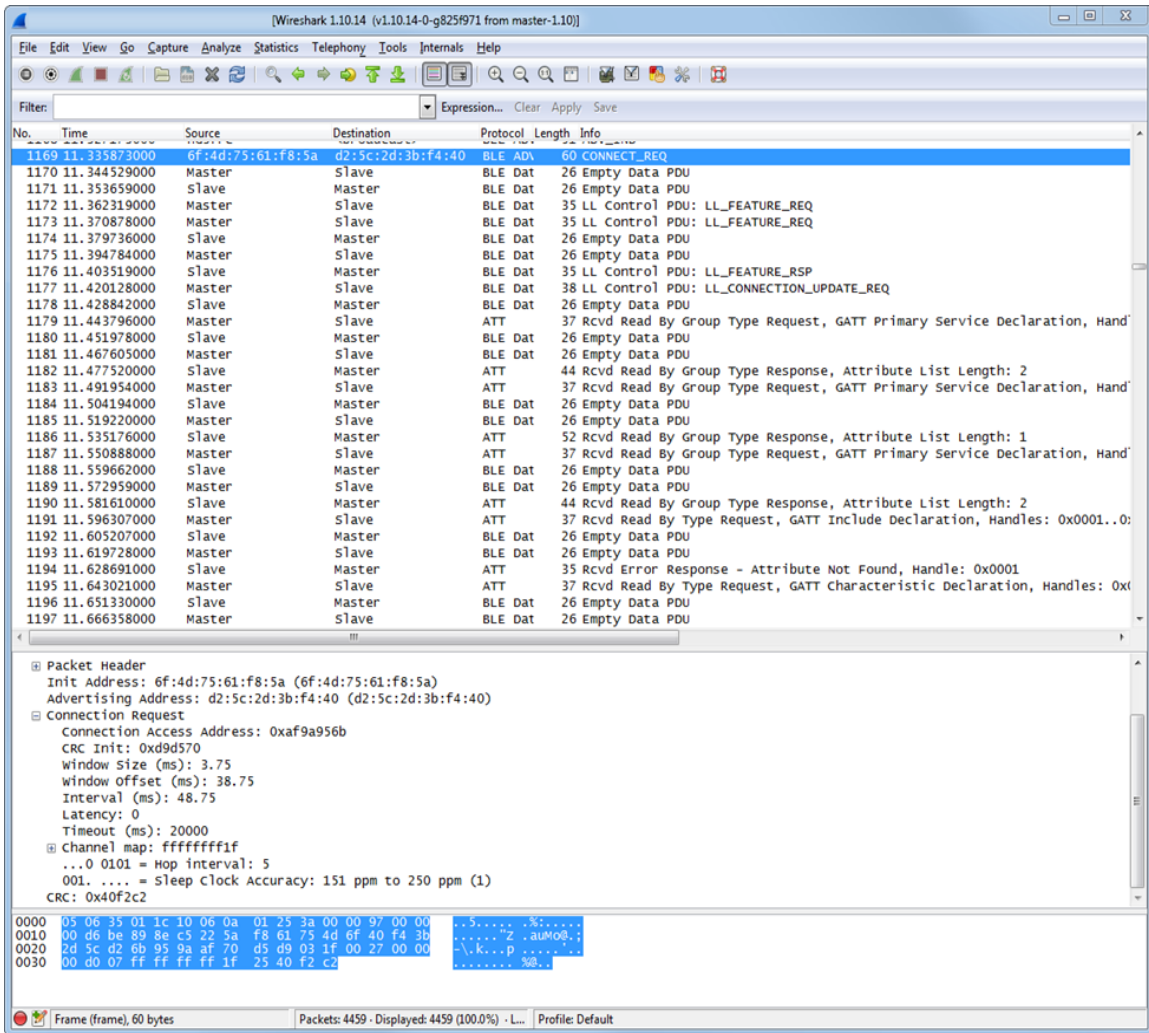 [Wireshark 1.10.14 (v1.10.14-0-g825f971 from master-1.10)]
File Edit View Go Capture Analyze Statistics Telephony Tools Internals Help
Filter: Expression... Clear Apply Save
No. Time Source Destination Protocol Length Info
1169 11.335873000 6f:4d:75:61:f8:5a d2:5c:2d:3b:f4:40 BLE AD\ 60 CONNECT_REQ
1170 11.344529000 Master Slave BLE Dat 26 Empty Data PDU
1171 11.353659000 Slave Master BLE Dat 26 Empty Data PDU
1172 11.362319000 Master Slave BLE Dat 35 LL Control PDU: LL_FEATURE_REQ
1173 11.370878000 Master Slave BLE Dat 35 LL Control PDU: LL_FEATURE_REQ
1174 11.379736000 Slave Master BLE Dat 26 Empty Data PDU
1175 11.394784000 Master Slave BLE Dat 26 Empty Data PDU
1176 11.403519000 Slave Master BLE Dat 35 LL Control PDU: LL_FEATURE_RSP
1177 11.420128000 Master Slave BLE Dat 38 LL Control PDU: LL_CONNECTION_UPDATE_REQ
1178 11.428842000 Slave Master BLE Dat 26 Empty Data PDU
1179 11.443796000 Master Slave ATT 37 Rcvd Read By Group Type Request, GATT Primary Service Declaration, Hand
1180 11.451978000 Slave Master BLE Dat 26 Empty Data PDU
1181 11.467605000 Master Slave BLE Dat 26 Empty Data PDU
1182 11.477520000 Slave Master ATT 44 Rcvd Read By Group Type Response, Attribute List Length: 2
1183 11.491954000 Master Slave ATT 37 Rcvd Read By Group Type Request, GATT Primary Service Declaration, Hand
1184 11.504194000 Slave Master BLE Dat 26 Empty Data PDU
1185 11.519220000 Master Slave BLE Dat 26 Empty Data PDU
1186 11.535176000 Slave Master ATT 52 Rcvd Read By Group Type Response, Attribute List Length: 1
1187 11.550888000 Master Slave ATT 37 Rcvd Read By Group Type Request, GATT Primary Service Declaration, Hand
1188 11.559662000 Slave Master BLE Dat 26 Empty Data PDU
1189 11.572959000 Master Slave BLE Dat 26 Empty Data PDU
1190 11.581610000 Slave Master ATT 44 Rcvd Read By Group Type Response, Attribute List Length: 2
1191 11.596307000 Master Slave ATT 37 Rcvd Read By Type Request, GATT Include Declaration, Handles: 0x0001..0
1192 11.605207000 Slave Master BLE Dat 26 Empty Data PDU
1193 11.619728000 Master Slave BLE Dat 26 Empty Data PDU
1194 11.628691000 Slave Master ATT 35 Rcvd Error Response - Attribute Not Found, Handle: 0x0001
1195 11.643021000 Master Slave ATT 37 Rcvd Read By Type Request, GATT Characteristic Declaration, Handles: 0x
1196 11.651330000 Slave Master BLE Dat 26 Empty Data PDU
1197 11.666358000 Master Slave BLE Dat 26 Empty Data PDU
Packet Header
Init Address: 6f:4d:75:61:f8:5a (6f:4d:75:61:f8:5a)
Advertising Address: d2:5c:2d:3b:f4:40 (d2:5c:2d:3b:f4:40)
Connection Request
Connection Access Address: 0xaf9a956b
CRC Init: 0xd9d570
Window Size (ms): 3.75
Window Offset (ms): 38.75
Interval (ms): 48.75
Latency: 0
Timeout (ms): 20000
Channel map: ffffffff1f
...0 0101 = Hop interval: 5
001. .... = Sleep Clock Accuracy: 151 ppm to 250 ppm (1)
CRC: 0x40f2c2
0000 05 06 35 01 1c 10 06 0a 01 25 3a 00 00 97 00 00 ..5..... .%:.....
0010 00 d6 be 89 8e c5 22 5a f8 61 75 4d 6f 40 f4 3b ......"Z .auMo@.;
0020 2d 5c d2 6b 95 9a af 70 d5 d9 03 1f 00 27 00 00 -\.k...p .....'..
0030 00 d0 07 ff ff ff ff 1f 25 40 f2 c2 ........ %@..
Frame (frame), 60 bytes Packets: 4459 · Displayed: 4459 (100.0%) · L... Profile: Default